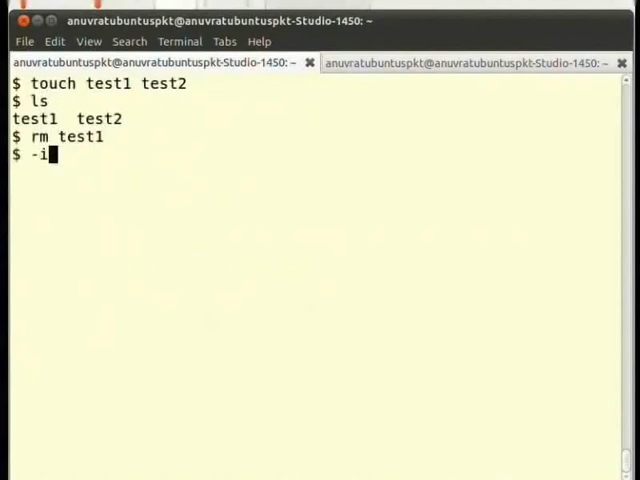 anuvratubuntuspkt@anuvratubuntuspkt-Studio-1450: ~
File Edit View Search Terminal Tabs Help
anuvratubuntuspkt@anuvratubuntuspkt-Studio-1450: ~ ✖ anuvratubuntuspkt@anuvratubuntuspkt-Studio-1450: ~ ✖
$ touch test1 test2
$ ls
test1  test2
$ rm test1
$ -i